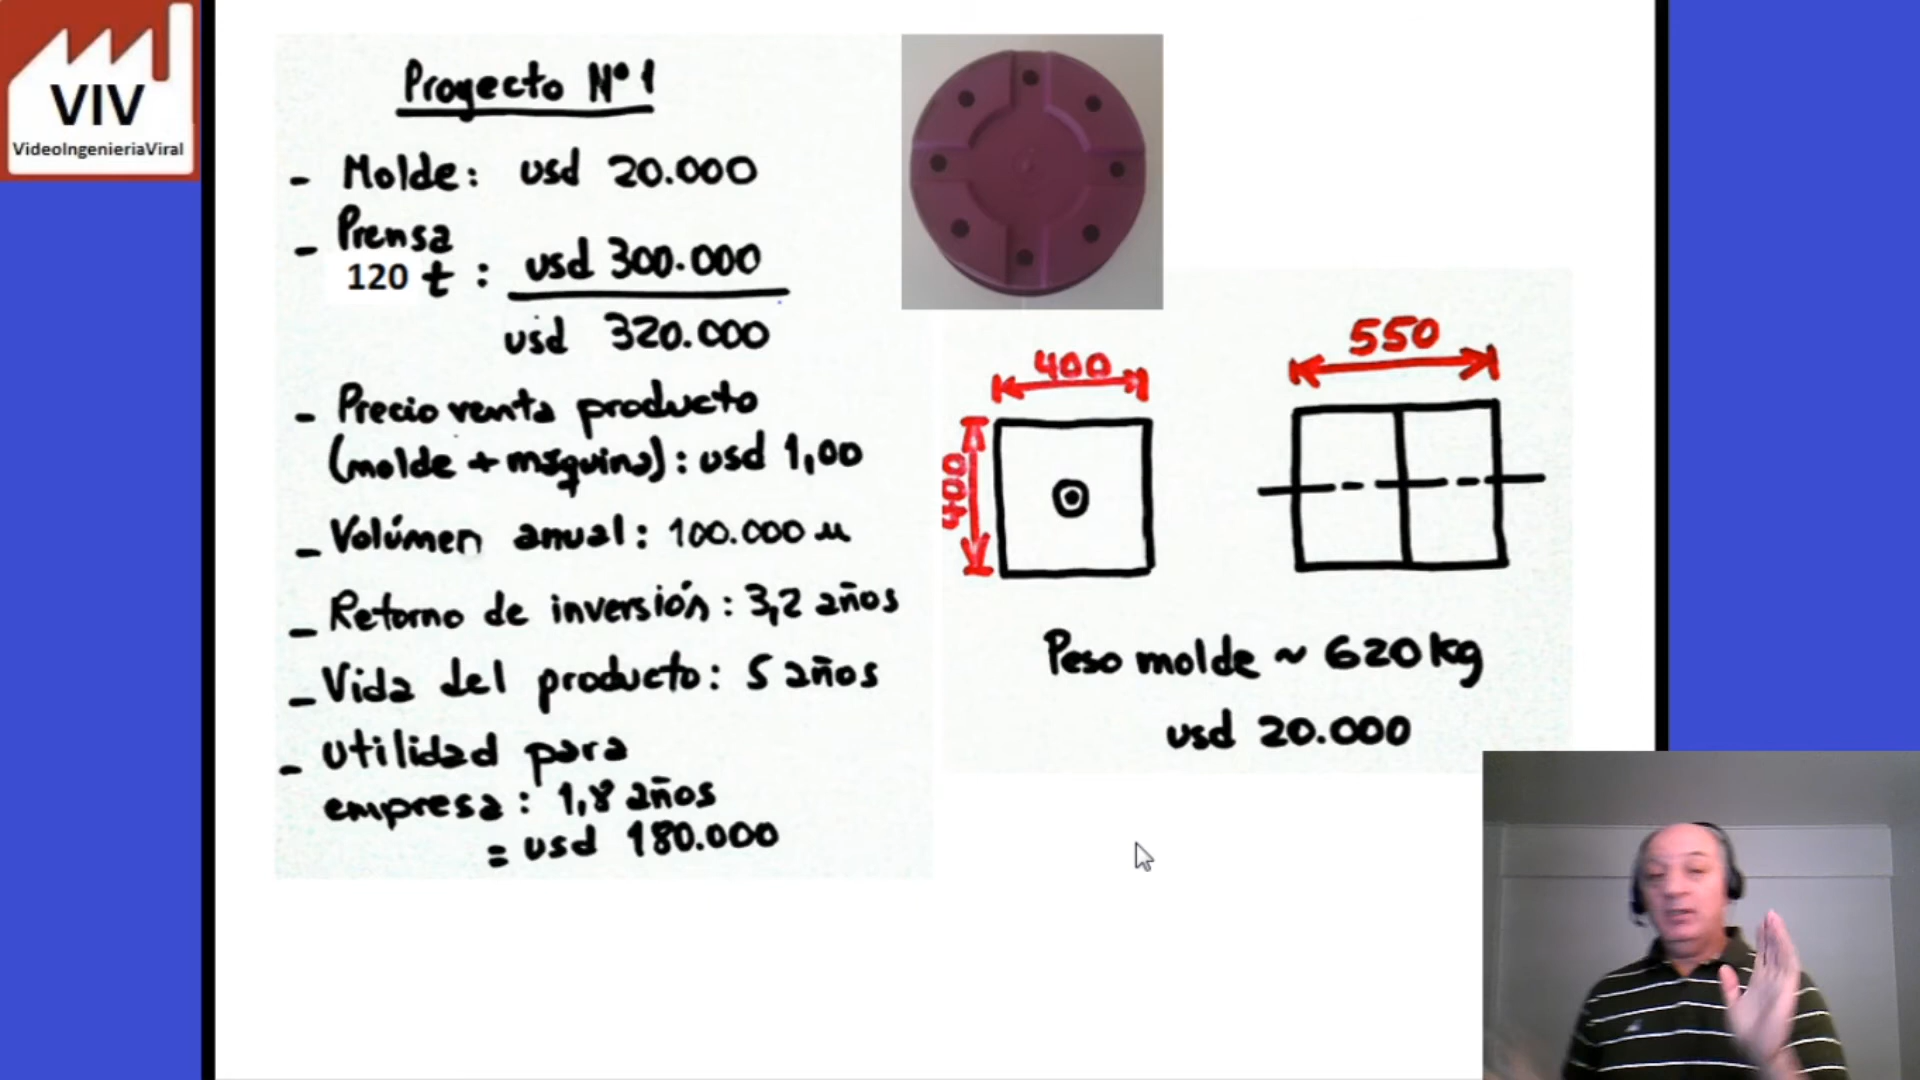 VIV
VideoIngenieriaViral
Proyecto Nº 1
- Molde: usd 20.000
- Prensa
120 t : usd 300.000
usd 320.000
- Precio venta producto
(molde + máquina): usd 1,00
- Volúmen anual: 100.000 u
- Retorno de inversión: 3,2 años
- Vida del producto: 5 años
- Utilidad para
empresa: 1,8 años
= usd 180.000
400
400
550
Peso molde ~ 620 kg
usd 20.000